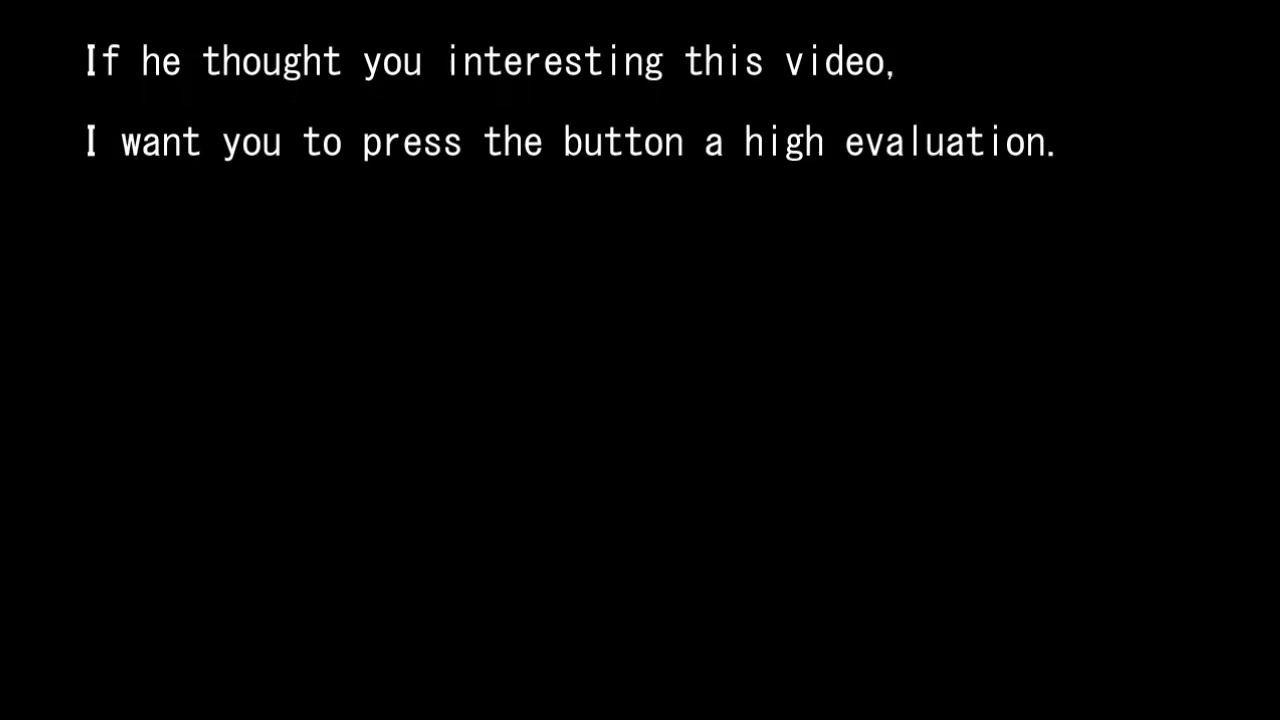 If he thought you interesting this video,
I want you to press the button a high evaluation.